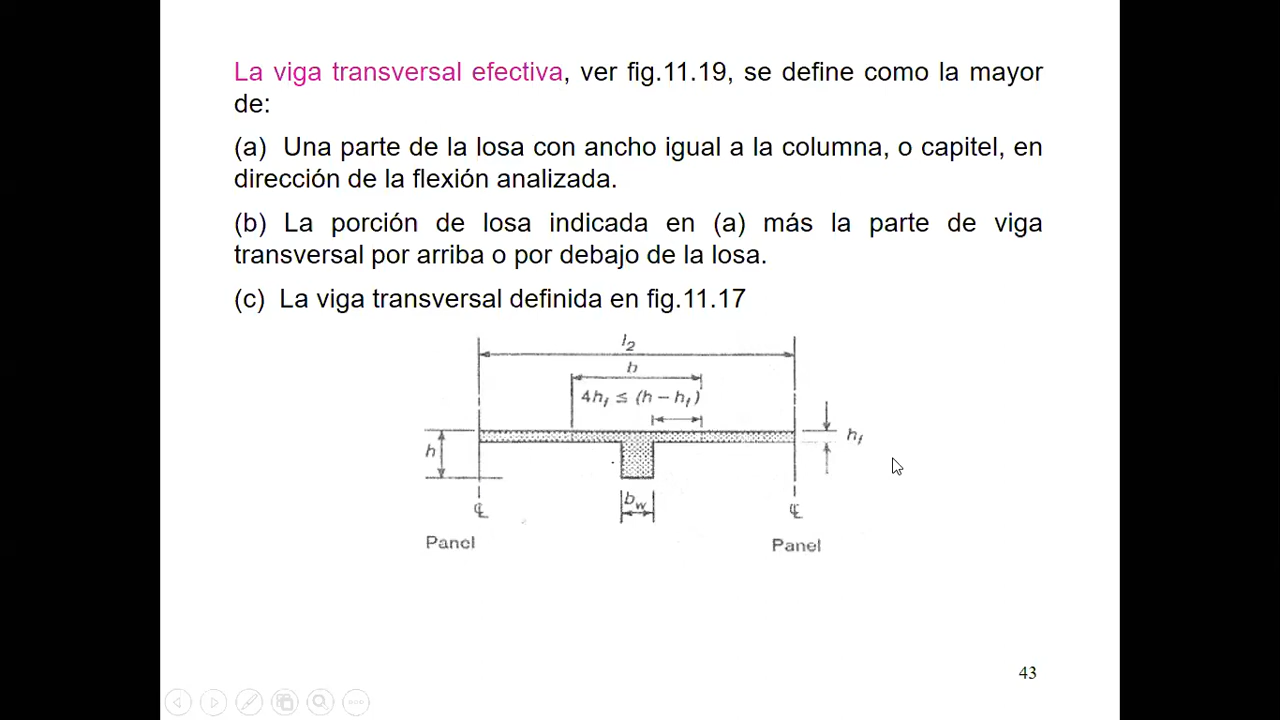 La viga transversal efectiva, ver fig.11.19, se define como la mayor
de:
(a) Una parte de la losa con ancho igual a la columna, o capitel, en
dirección de la flexión analizada.
(b) La porción de losa indicada en (a) más la parte de viga
transversal por arriba o por debajo de la losa.
(c) La viga transversal definida en fig.11.17
l₂
b
4hf ≤ (h – hf)
hf
h
bw
℄
℄
Panel
Panel
43